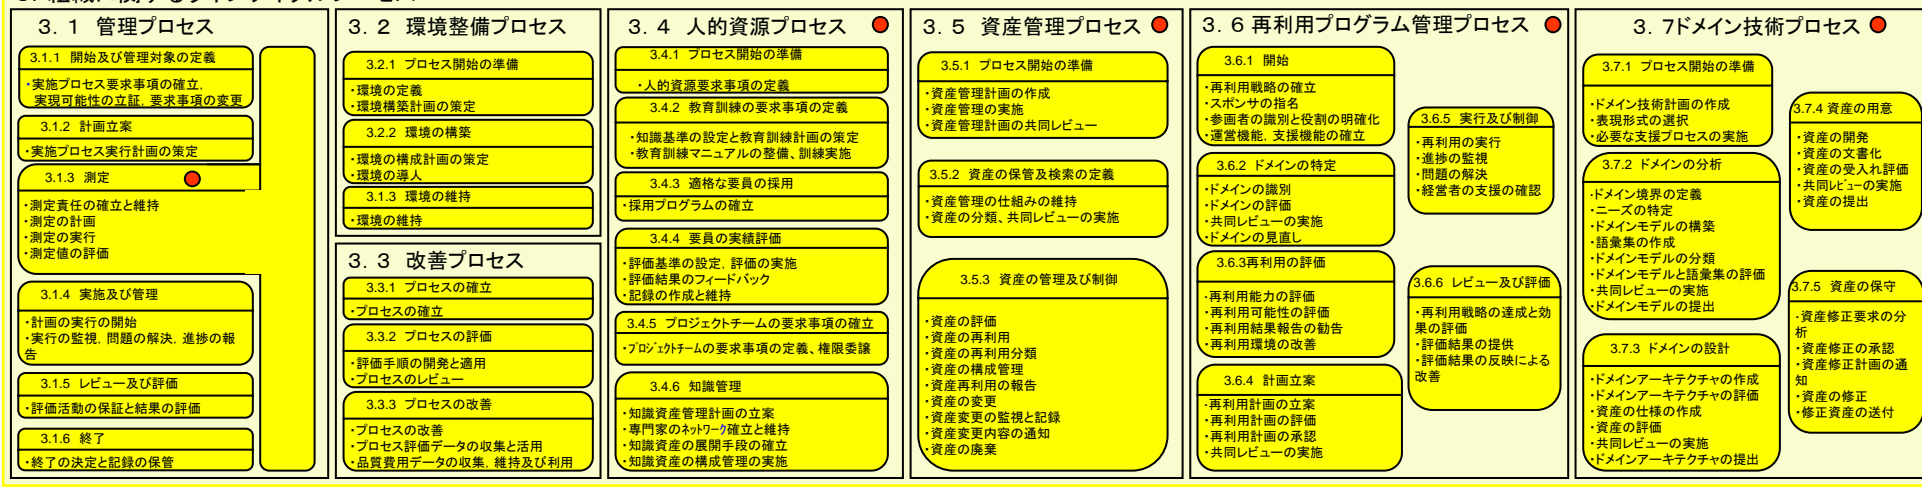 3. 1 管理プロセス
3.1.1 開始及び管理対象の定義
・実施プロセス要求事項の確立,
実現可能性の立証, 要求事項の変更
3.1.2 計画立案
・実施プロセス実行計画の策定
3.1.3 測定
・測定責任の確立と維持
・測定の計画
・測定の実行
・測定値の評価
3.1.4 実施及び管理
・計画の実行の開始
・実行の監視, 問題の解決, 進捗の報
告
3.1.5 レビュー及び評価
・評価活動の保証と結果の評価
3.1.6 終了
・終了の決定と記録の保管
3. 2 環境整備プロセス
3.2.1 プロセス開始の準備
・環境の定義
・環境構築計画の策定
3.2.2 環境の構築
・環境の構成計画の策定
・環境の導入
3.1.3 環境の維持
・環境の維持
3. 3 改善プロセス
3.3.1 プロセスの確立
・プロセスの確立
3.3.2 プロセスの評価
・評価手順の開発と適用
・プロセスのレビュー
3.3.3 プロセスの改善
・プロセスの改善
・プロセス評価データの収集と活用
・品質費用データの収集, 維持及び利用
3. 4 人的資源プロセス
3.4.1 プロセス開始の準備
・人的資源要求事項の定義
3.4.2 教育訓練の要求事項の定義
・知識基準の設定と教育訓練計画の策定
・教育訓練マニュアルの整備、訓練実施
3.4.3 適格な要員の採用
・採用プログラムの確立
3.4.4 要員の実績評価
・評価基準の設定, 評価の実施
・評価結果のフィードバック
・記録の作成と維持
3.4.5 プロジェクトチームの要求事項の確立
・プロジェクトチームの要求事項の定義、権限委譲
3.4.6 知識管理
・知識資産管理計画の立案
・専門家のネットワーク確立と維持
・知識資産の展開手段の確立
・知識資産の構成管理の実施
3. 5 資産管理プロセス
3.5.1 プロセス開始の準備
・資産管理計画の作成
・資産管理の実施
・資産管理計画の共同レビュー
3.5.2 資産の保管及検索の定義
・資産管理の仕組みの維持
・資産の分類、共同レビューの実施
3.5.3 資産の管理及び制御
・資産の評価
・資産の再利用
・資産の再利用分類
・資産の構成管理
・資産再利用の報告
・資産の変更
・資産変更の監視と記録
・資産変更内容の通知
・資産の廃棄
3. 6 再利用プログラム管理プロセス
3.6.1 開始
・再利用戦略の確立
・スポンサの指名
・参画者の識別と役割の明確化
・運営機能, 支援機能の確立
3.6.2 ドメインの特定
・ドメインの識別
・ドメインの評価
・共同レビューの実施
・ドメインの見直し
3.6.3再利用の評価
・再利用能力の評価
・再利用可能性の評価
・再利用結果報告の勧告
・再利用環境の改善
3.6.4 計画立案
・再利用計画の立案
・再利用計画の評価
・再利用計画の承認
・共同レビューの実施
3.6.5 実行及び制御
・再利用の実行
・進捗の監視
・問題の解決
・経営者の支援の確認
3.6.6 レビュー及び評価
・再利用戦略の達成と効
果の評価
・評価結果の提供
・評価結果の反映による
改善
3. 7ドメイン技術プロセス
3.7.1 プロセス開始の準備
・ドメイン技術計画の作成
・表現形式の選択
・必要な支援プロセスの実施
3.7.2 ドメインの分析
・ドメイン境界の定義
・ニーズの特定
・ドメインモデルの構築
・語彙集の作成
・ドメインモデルの分類
・ドメインモデルと語彙集の評価
・共同レビューの実施
・ドメインモデルの提出
3.7.3 ドメインの設計
・ドメインアーキテクチャの作成
・ドメインアーキテクチャの評価
・資産の仕様の作成
・資産の評価
・共同レビューの実施
・ドメインアーキテクチャの提出
3.7.4 資産の用意
・資産の開発
・資産の文書化
・資産の受入れ評価
・共同レビューの実施
・資産の提出
3.7.5 資産の保守
・資産修正要求の分
析
・資産修正の承認
・資産修正計画の通
知
・資産の修正
・修正資産の送付